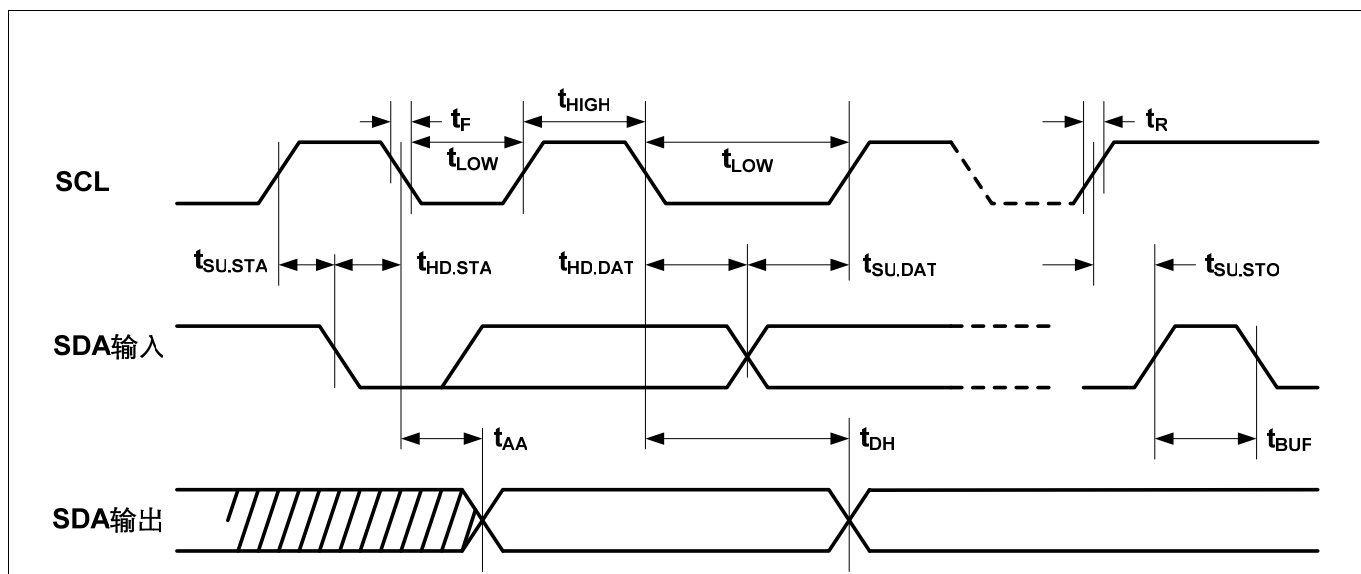 tF
tHIGH
tLOW
tLOW
tR
SCL
tSU.STA
tHD.STA
tHD.DAT
tSU.DAT
tSU.STO
SDA输入
tAA
tDH
tBUF
SDA输出